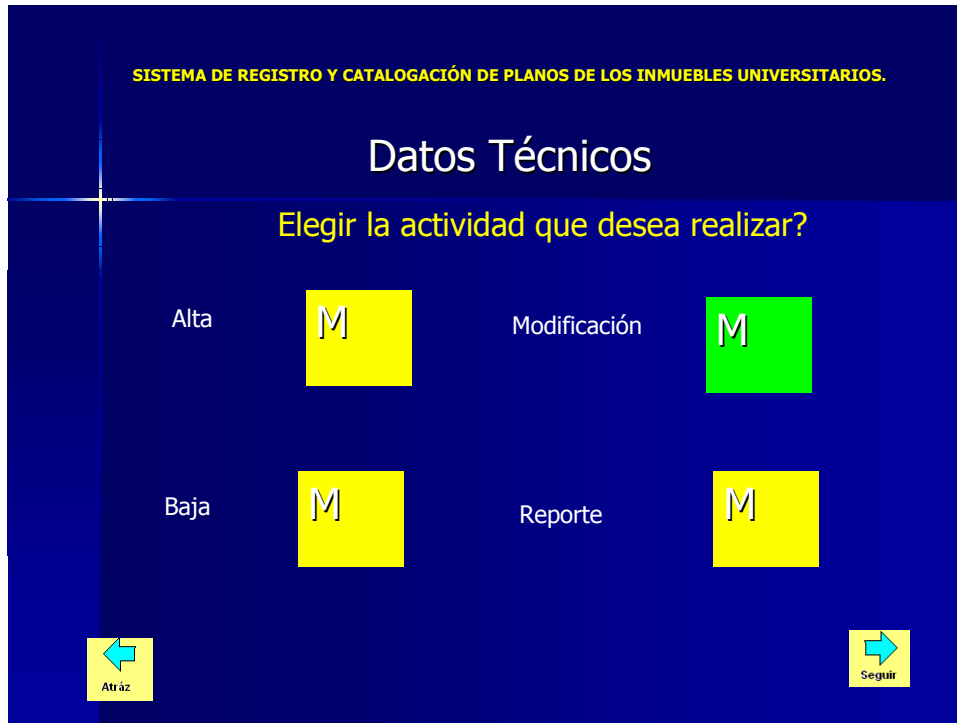 SISTEMA DE REGISTRO Y CATALOGACIÓN DE PLANOS DE LOS INMUEBLES UNIVERSITARIOS.
Datos Técnicos
Elegir la actividad que desea realizar?
Alta M Modificación M
Baja M Reporte M
Atráz Seguir